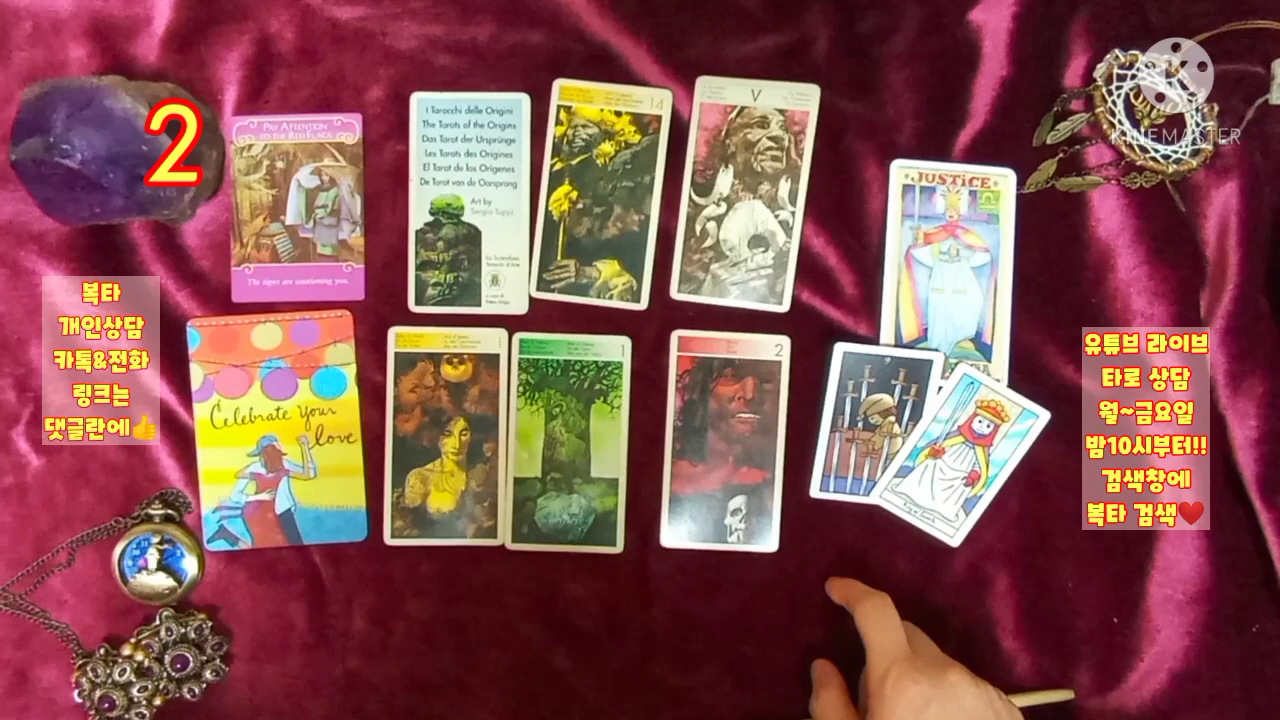 2
PAY ATTENTION
TO THE RED FLAGS
The signs are cautioning you.
I Tarocchi delle Origini
The Tarots of the Origins
Das Tarot der Ursprünge
Les Tarots des Origines
El Tarot de los Orígenes
De Tarot van de Oorsprong
Art by
Sergio Toppi
14
V
JUSTICE
KINEMASTER
복타
개인상담
카톡&전화
링크는
댓글란에👍
Celebrate Your
love
1
1
2
9
유튜브 라이브
타로 상담
월~금요일
밤10시부터!!
검색창에
복타 검색❤️